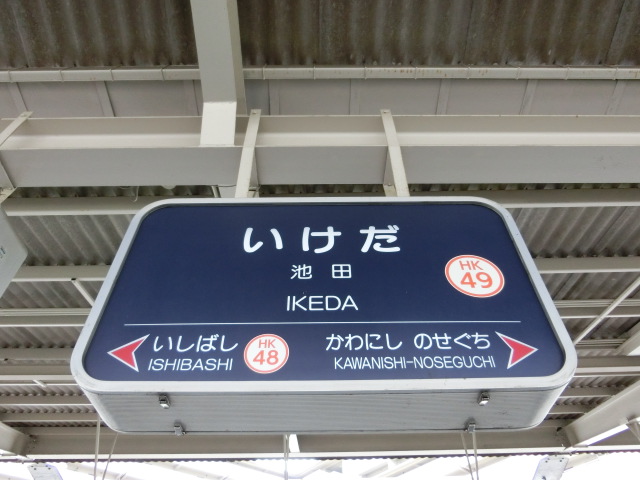 いけだ
池田
IKEDA
HK
49
いしばし
ISHIBASHI
HK
48
かわにし のせぐち
KAWANISHI-NOSEGUCHI